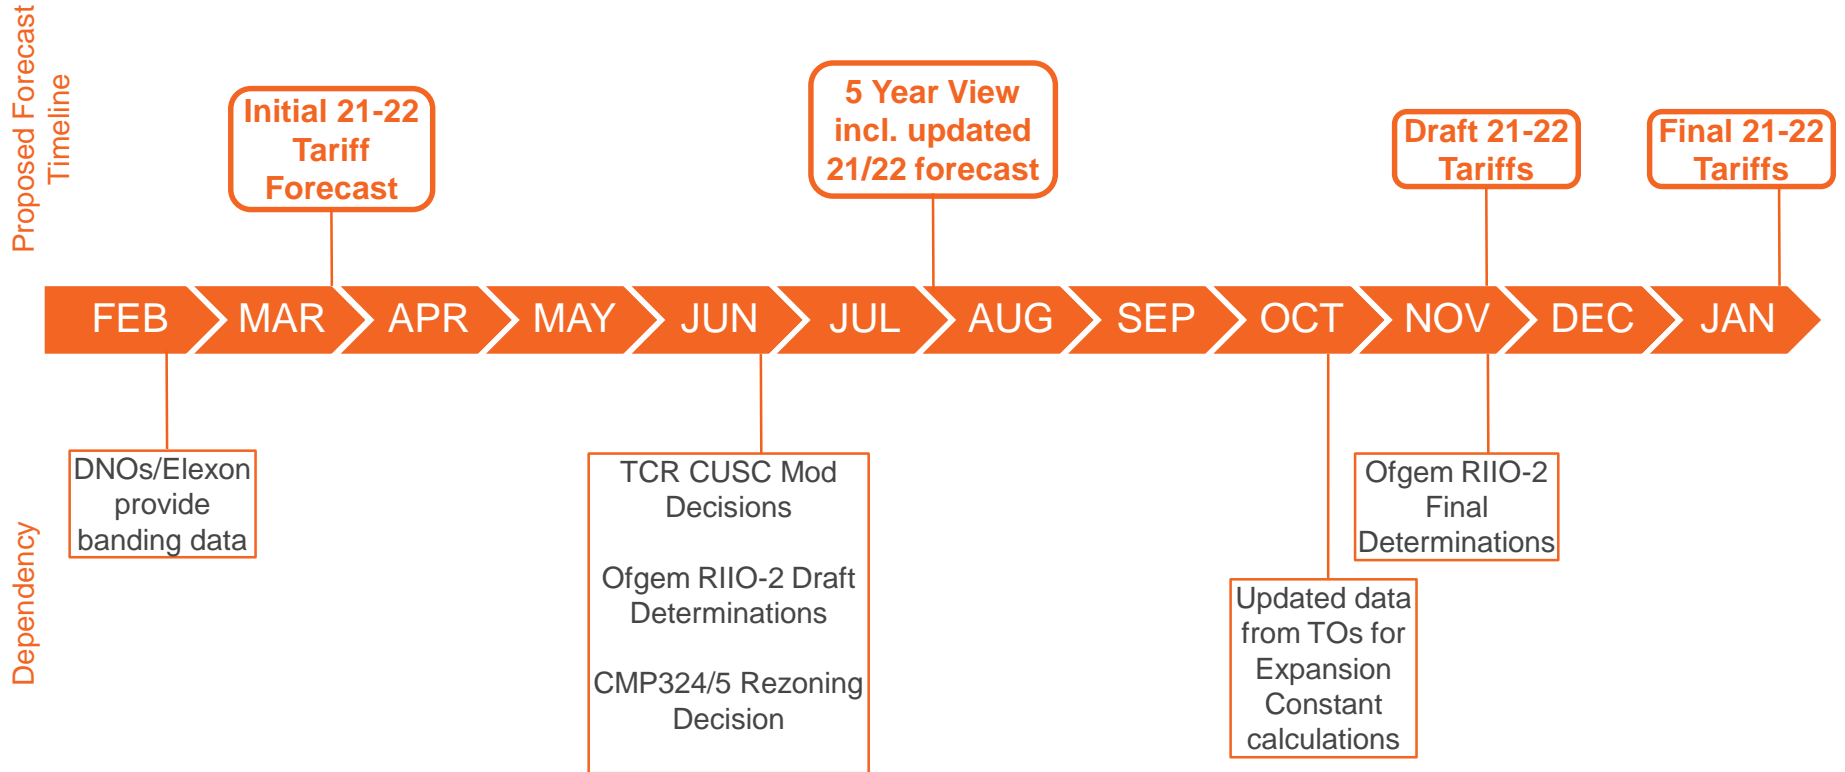 Proposed Forecast
Timeline
Initial 21-22
Tariff
Forecast
5 Year View
incl. updated
21/22 forecast
Draft 21-22
Tariffs
Final 21-22
Tariffs
FEB
MAR
APR
MAY
JUN
JUL
AUG
SEP
OCT
NOV
DEC
JAN
Dependency
DNOs/Elexon
provide
banding data
TCR CUSC Mod
Decisions
Ofgem RIIO-2 Draft
Determinations
CMP324/5 Rezoning
Decision
Updated data
from TOs for
Expansion
Constant
calculations
Ofgem RIIO-2
Final
Determinations